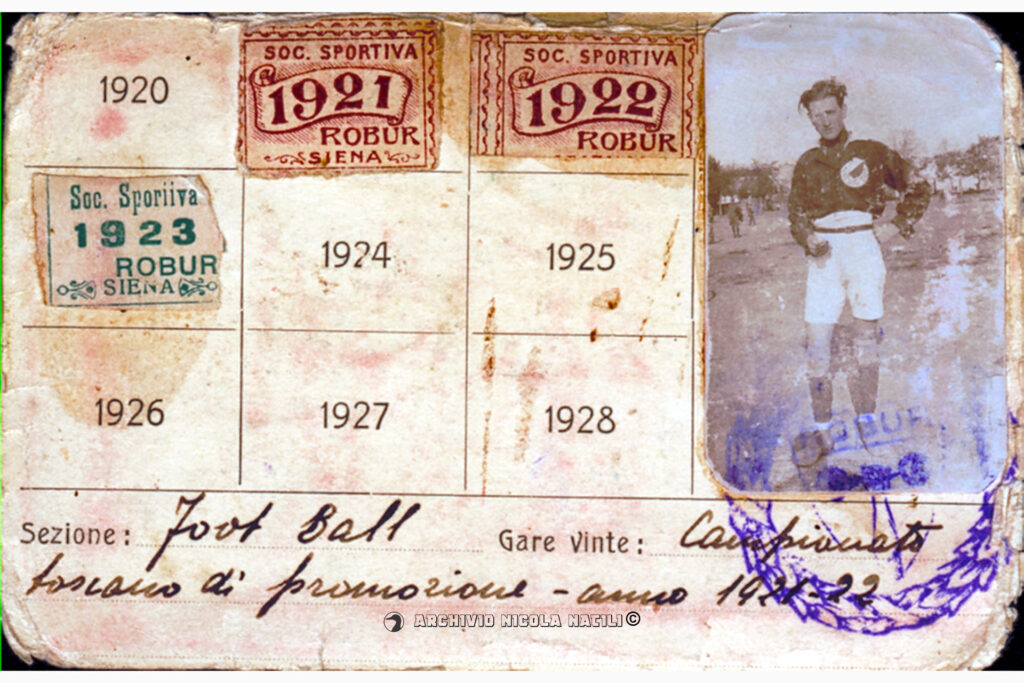 1920
SOC. SPORTIVA
1921
ROBUR
SIENA
SOC. SPORTIVA
1922
ROBUR
Soc. Sporiiva
1923
ROBUR
SIENA
1924
1925
1926
1927
1928
ROBUR
Sezione: Foot Ball Gare vinte: Campionato
toscano di promozione - anno 1921-22
ARCHIVIO NICOLA NATILI ©